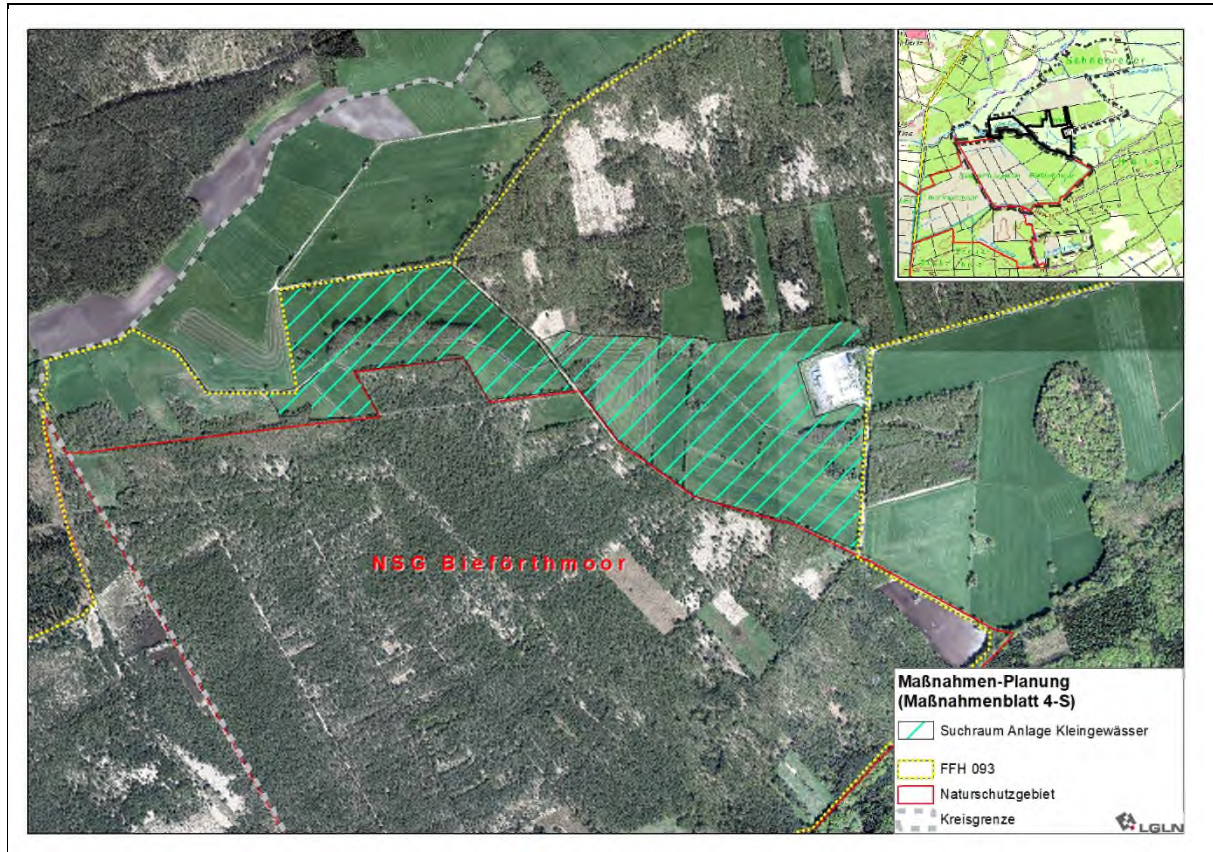 NSG Bieförthmoor
Maßnahmen-Planung
(Maßnahmenblatt 4-S)
Suchraum Anlage Kleingewässer
FFH 093
Naturschutzgebiet
Kreisgrenze
LGLN